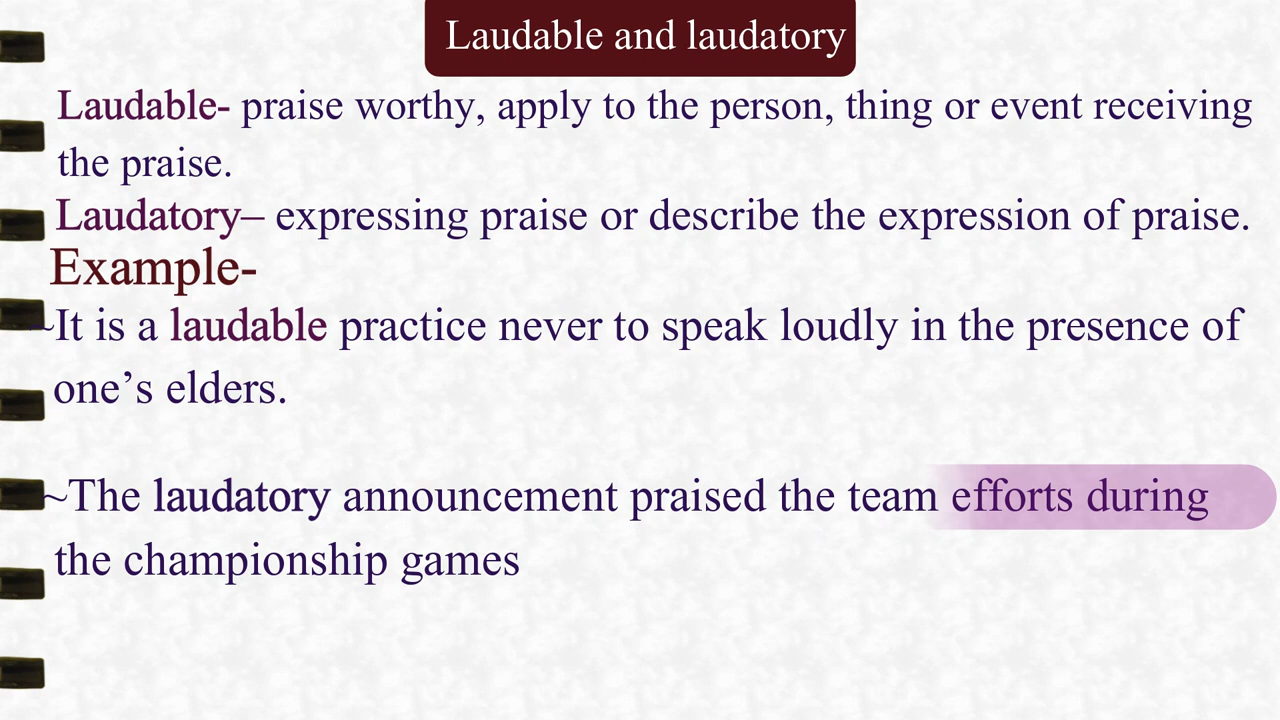 Laudable and laudatory
Laudable- praise worthy, apply to the person, thing or event receiving
the praise.
Laudatory– expressing praise or describe the expression of praise.
Example-
~It is a laudable practice never to speak loudly in the presence of
one’s elders.
~The laudatory announcement praised the team efforts during
the championship games